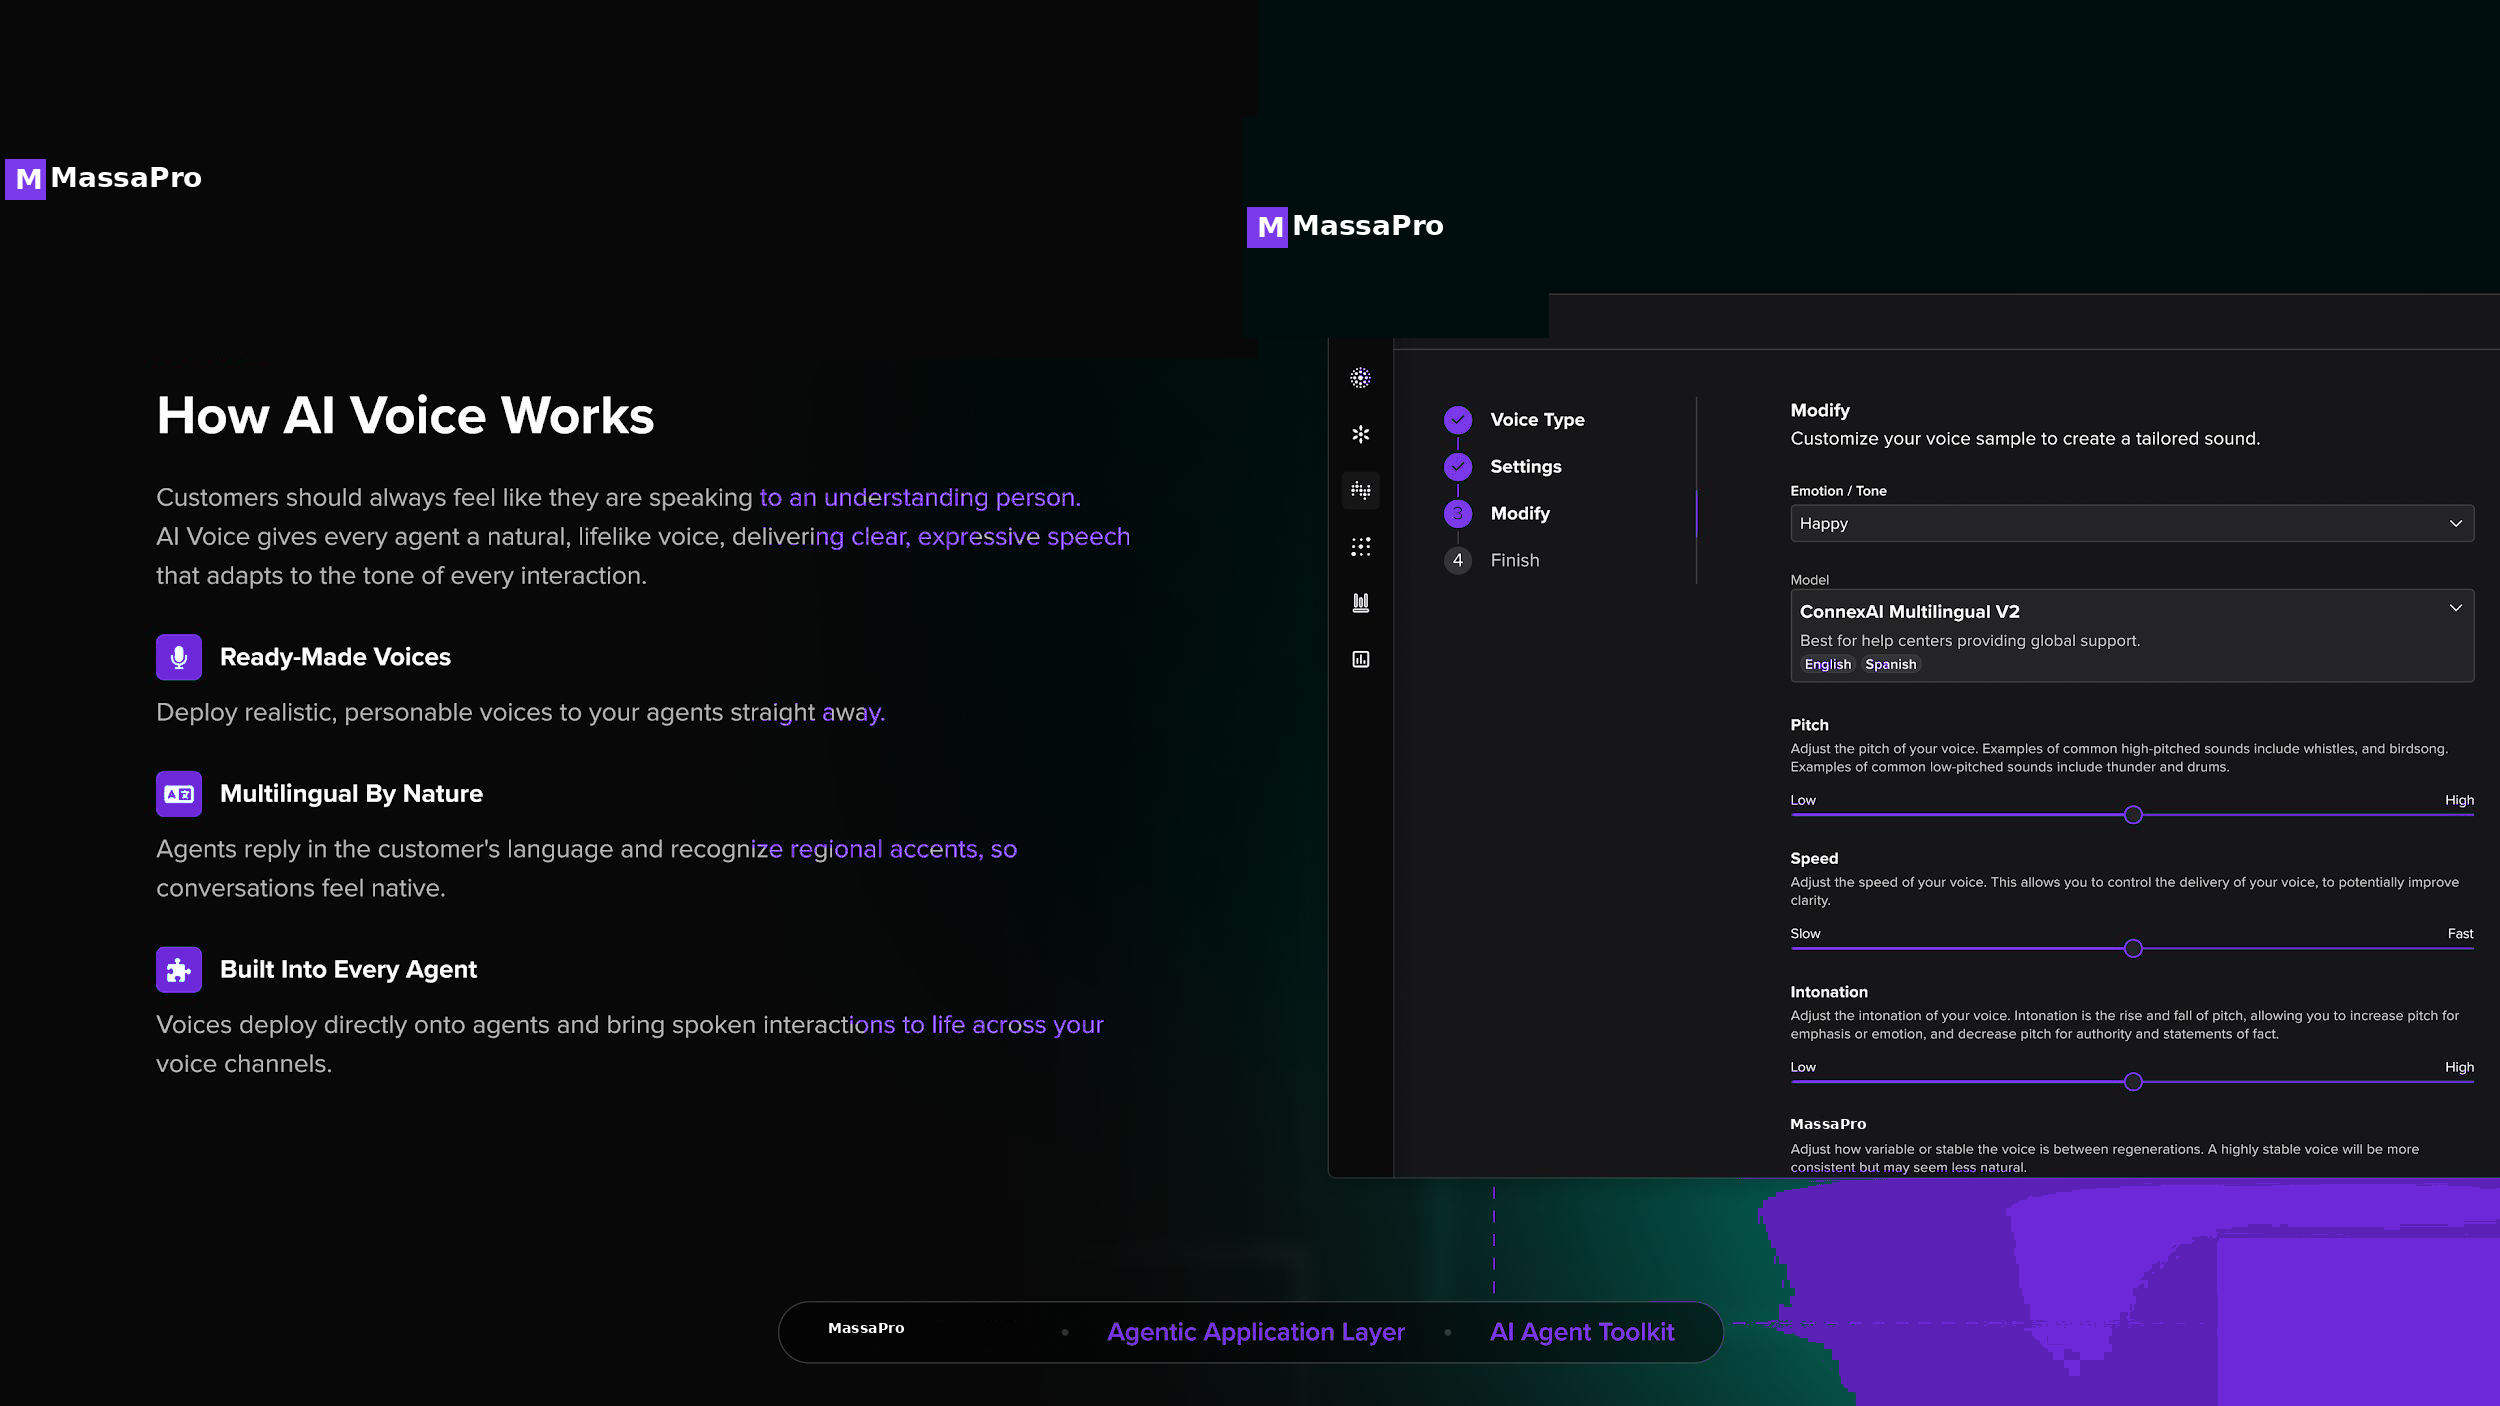 M MassaPro
M MassaPro
How AI Voice Works
Customers should always feel like they are speaking to an understanding person.
AI Voice gives every agent a natural, lifelike voice, delivering clear, expressive speech
that adapts to the tone of every interaction.
Ready-Made Voices
Deploy realistic, personable voices to your agents straight away.
Multilingual By Nature
Agents reply in the customer's language and recognize regional accents, so
conversations feel native.
Built Into Every Agent
Voices deploy directly onto agents and bring spoken interactions to life across your
voice channels.
Voice Type
Settings
3 Modify
4 Finish
Modify
Customize your voice sample to create a tailored sound.
Emotion / Tone
Happy
Model
ConnexAI Multilingual V2
Best for help centers providing global support.
English Spanish
Pitch
Adjust the pitch of your voice. Examples of common high-pitched sounds include whistles, and birdsong.
Examples of common low-pitched sounds include thunder and drums.
Low High
Speed
Adjust the speed of your voice. This allows you to control the delivery of your voice, to potentially improve
clarity.
Slow Fast
Intonation
Adjust the intonation of your voice. Intonation is the rise and fall of pitch, allowing you to increase pitch for
emphasis or emotion, and decrease pitch for authority and statements of fact.
Low High
MassaPro
Adjust how variable or stable the voice is between regenerations. A highly stable voice will be more
consistent but may seem less natural.
MassaPro • Agentic Application Layer • AI Agent Toolkit